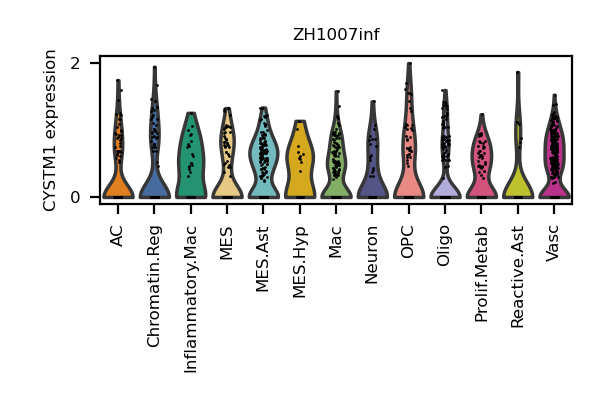 ZH1007inf
CYSTM1 expression
2
0
AC
Chromatin.Reg
Inflammatory.Mac
MES
MES.Ast
MES.Hyp
Mac
Neuron
OPC
Oligo
Prolif.Metab
Reactive.Ast
Vasc